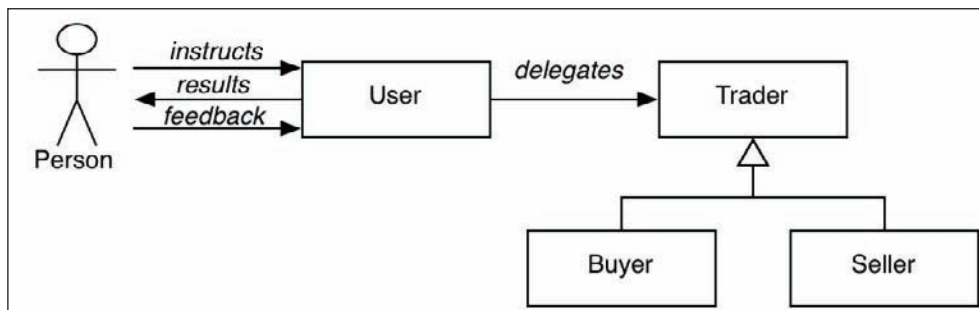 instructs
results
feedback
Person
User
delegates
Trader
Buyer
Seller